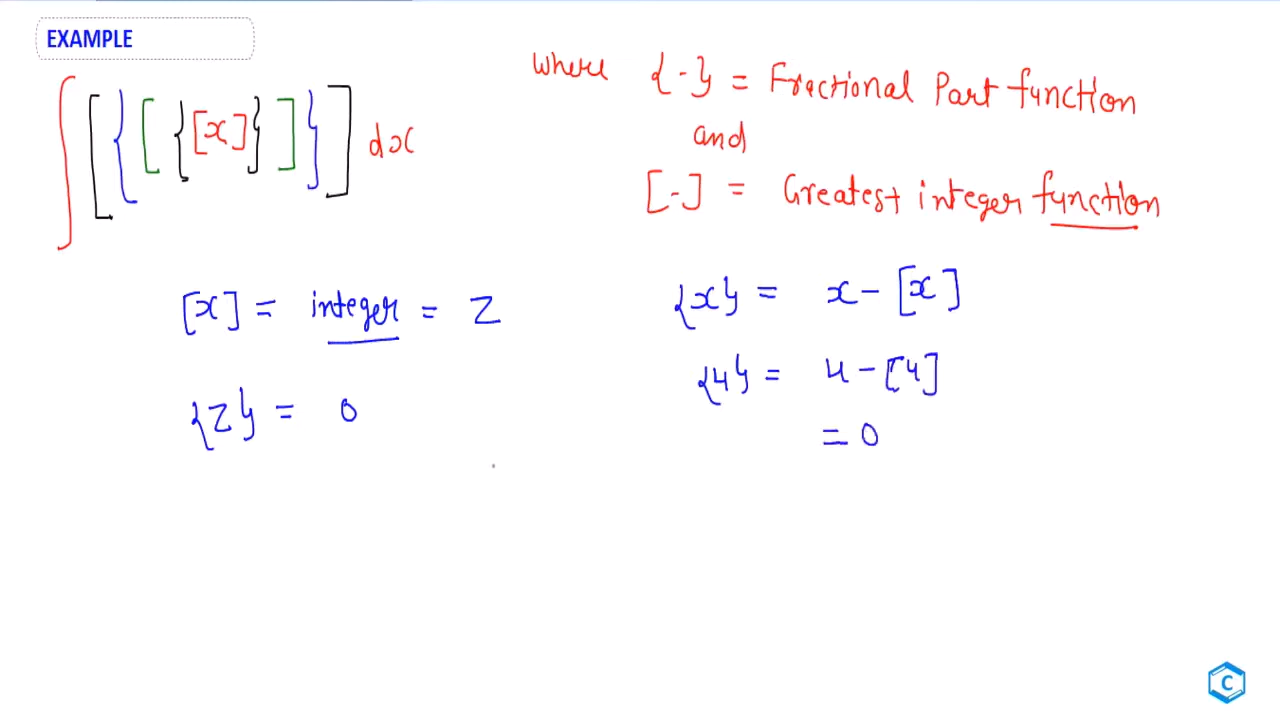 EXAMPLE
where {·} = Fractional Part function
∫ [ { [ { [x] } ] } ] dx
and
[·] = Greatest integer function
[x] = integer = Z
{x} = x - [x]
{4} = 4 - [4]
{Z} = 0
= 0
C